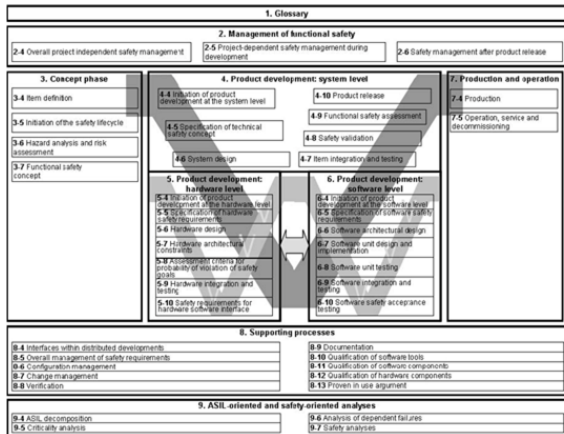 1. Glossary
2. Management of functional safety
2-4 Overall project independent safety management
2-5 Project-dependent safety management during
development
2-6 Safety management after product release
3. Concept phase
3-4 Item definition
3-5 Initiation of the safety lifecycle
3-6 Hazard analysis and risk
assessment
3-7 Functional safety
concept
4. Product development: system level
4-4 Initiation of product
development at the system level
4-5 Specification of technical
safety concept
4-6 System design
4-10 Product release
4-9 Functional safety assessment
4-8 Safety validation
4-7 Item integration and testing
5. Product development:
hardware level
5-4 Initiation of product
development at the hardware level
5-5 Specification of hardware
safety requirements
5-6 Hardware design
5-7 Hardware architectural
constraints
5-8 Assessment criteria for
probability of violation of safety
goals
5-9 Hardware integration and
testing
5-10 Safety requirements for
hardware software interface
6. Product development:
software level
6-4 Initiation of product
development at the software level
6-5 Specification of software safety
requirements
6-6 Software architectural design
6-7 Software unit design and
implementation
6-8 Software unit testing
6-9 Software integration and
testing
6-10 Software safety acceptance
testing
7. Production and operation
7-4 Production
7-5 Operation, service and
decommissioning
8. Supporting processes
8-4 Interfaces within distributed developments
8-5 Overall management of safety requirements
0-6 Configuration management
8-7 Change management
8-8 Verification
8-9 Documentation
8-10 Qualification of software tools
8-11 Qualification of software components
8-12 Qualification of hardware components
8-13 Proven in use argument
9. ASIL-oriented and safety-oriented analyses
9-4 ASIL decomposition
9-5 Criticality analysis
9-6 Analysis of dependent failures
9-7 Safety analyses